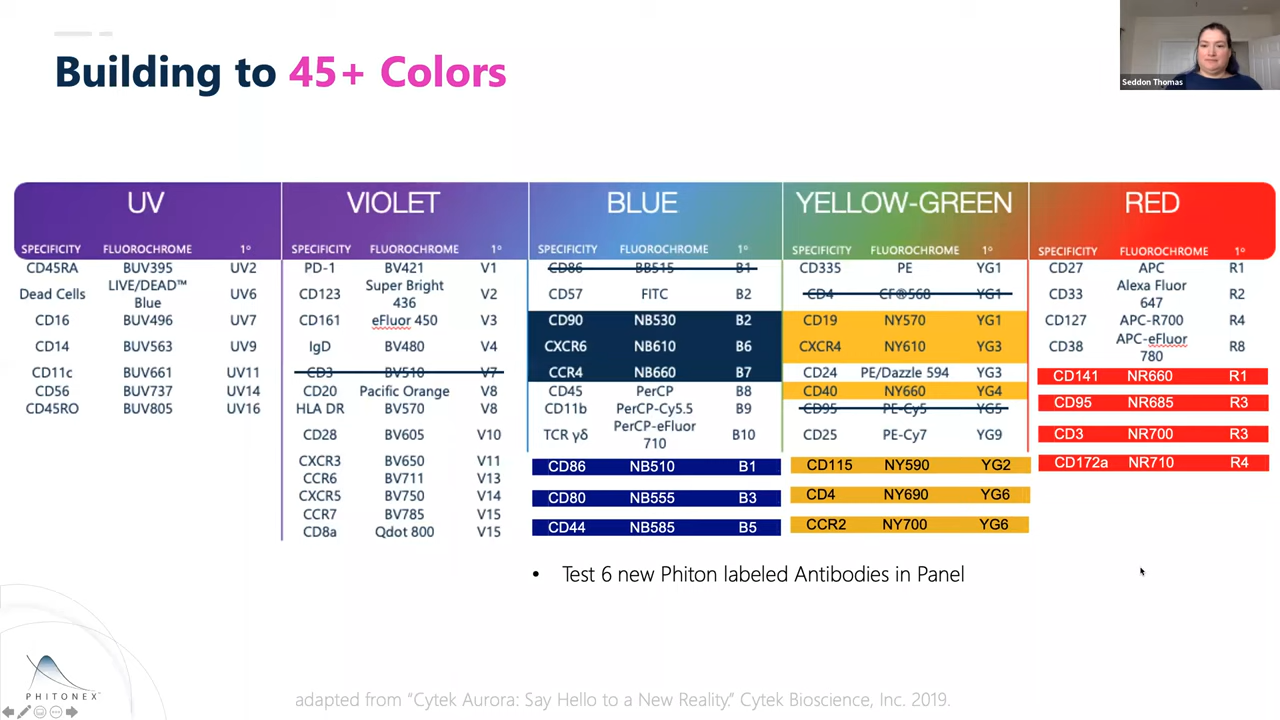 Building to 45+ Colors
Seddon Thomas
UV
SPECIFICITY FLUOROCHROME 1º
CD45RA BUV395 UV2
Dead Cells LIVE/DEAD™ Blue UV6
CD16 BUV496 UV7
CD14 BUV563 UV9
CD11c BUV661 UV11
CD56 BUV737 UV14
CD45RO BUV805 UV16
VIOLET
SPECIFICITY FLUOROCHROME 1º
PD-1 BV421 V1
CD123 Super Bright 436 V2
CD161 eFluor 450 V3
IgD BV480 V4
CD3 BV510 V7
CD20 Pacific Orange V8
HLA DR BV570 V8
CD28 BV605 V10
CXCR3 BV650 V11
CCR6 BV711 V13
CXCR5 BV750 V14
CCR7 BV785 V15
CD8a Qdot 800 V15
BLUE
SPECIFICITY FLUOROCHROME 1º
CD86 BB515 B1
CD57 FITC B2
CD90 NB530 B2
CXCR6 NB610 B6
CCR4 NB660 B7
CD45 PerCP B8
CD11b PerCP-Cy5.5 B9
TCR γδ PerCP-eFluor 710 B10
CD86 NB510 B1
CD80 NB555 B3
CD44 NB585 B5
YELLOW-GREEN
SPECIFICITY FLUOROCHROME 1º
CD335 PE YG1
CD4 CF®568 YG1
CD19 NY570 YG1
CXCR4 NY610 YG3
CD24 PE/Dazzle 594 YG3
CD40 NY660 YG4
CD95 PE-Cy5 YG5
CD25 PE-Cy7 YG9
CD115 NY590 YG2
CD4 NY690 YG6
CCR2 NY700 YG6
RED
SPECIFICITY FLUOROCHROME 1º
CD27 APC R1
CD33 Alexa Fluor 647 R2
CD127 APC-R700 R4
CD38 APC-eFluor 780 R8
CD141 NR660 R1
CD95 NR685 R3
CD3 NR700 R3
CD172a NR710 R4
• Test 6 new Phiton labeled Antibodies in Panel
PHITONEX
adapted from “Cytek Aurora: Say Hello to a New Reality.” Cytek Bioscience, Inc. 2019.